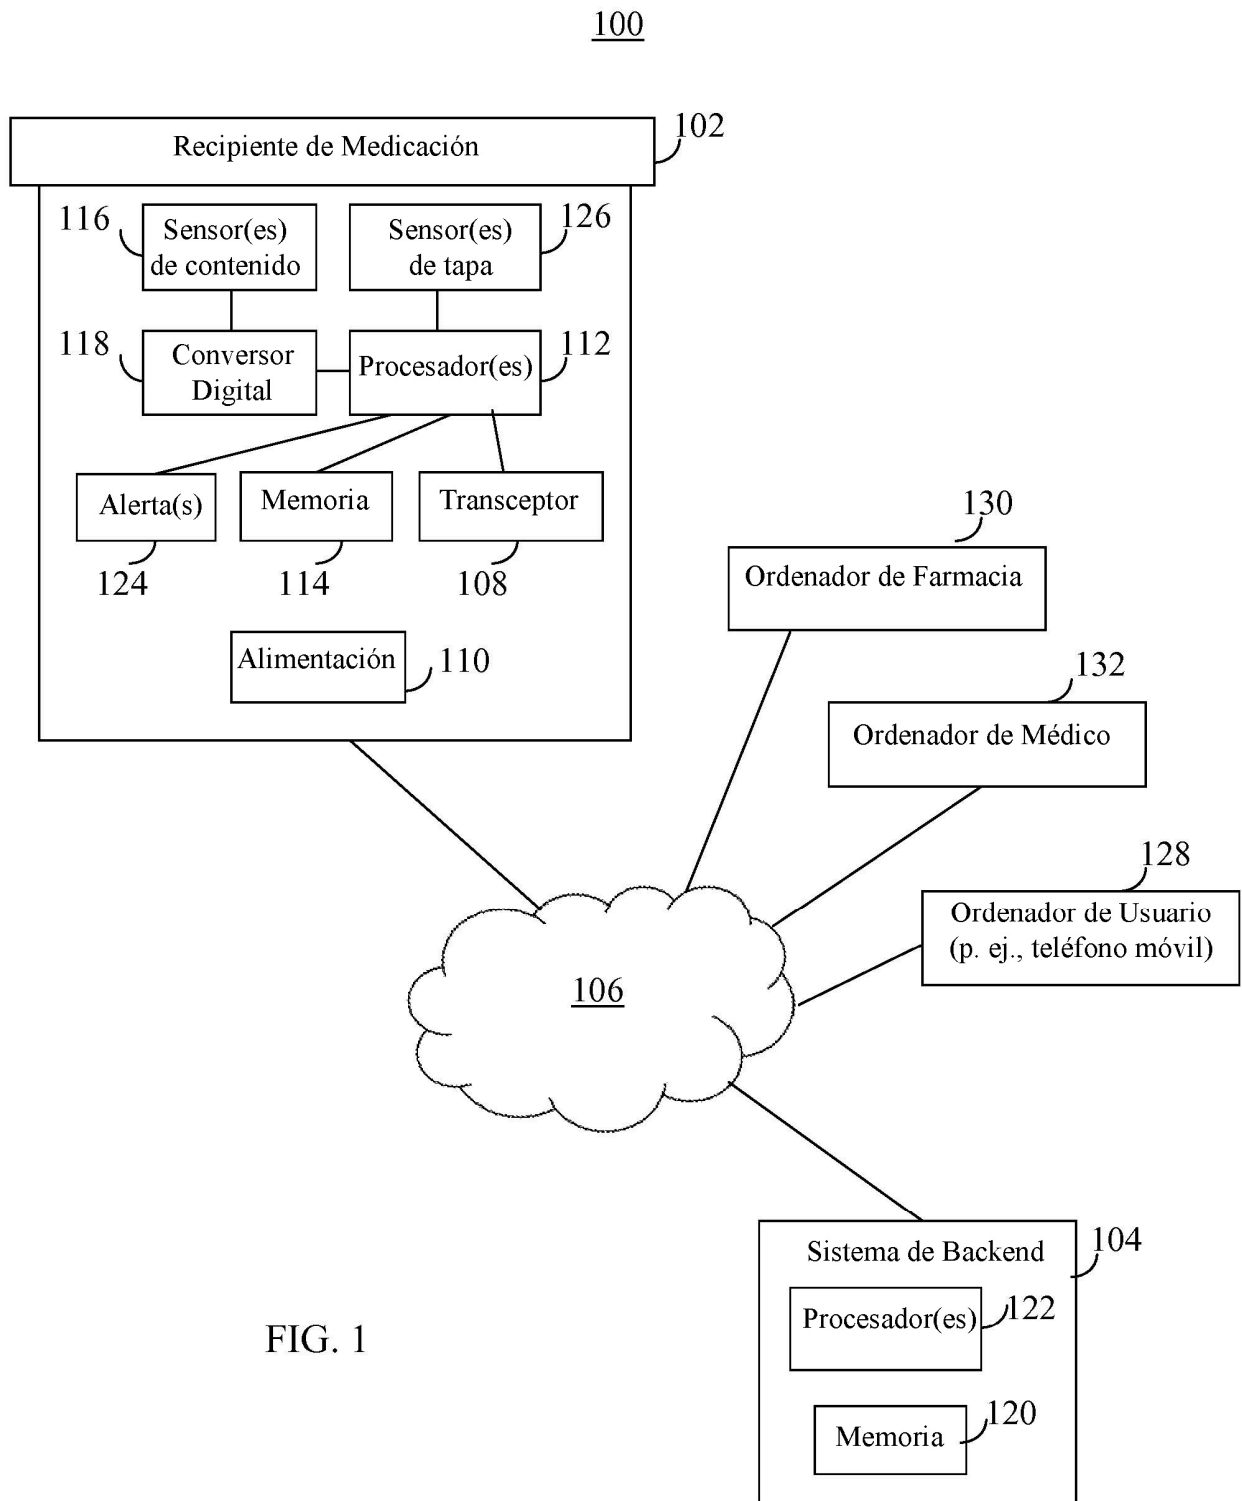 100
Recipiente de Medicación
102
116
Sensor(es)
de contenido
Sensor(es)
de tapa
126
118
Conversor
Digital
Procesador(es)
112
Alerta(s)
Memoria
Transceptor
124
114
108
Alimentación
110
130
Ordenador de Farmacia
132
Ordenador de Médico
128
Ordenador de Usuario
(p. ej., teléfono móvil)
106
Sistema de Backend
104
Procesador(es)
122
Memoria
120
FIG. 1